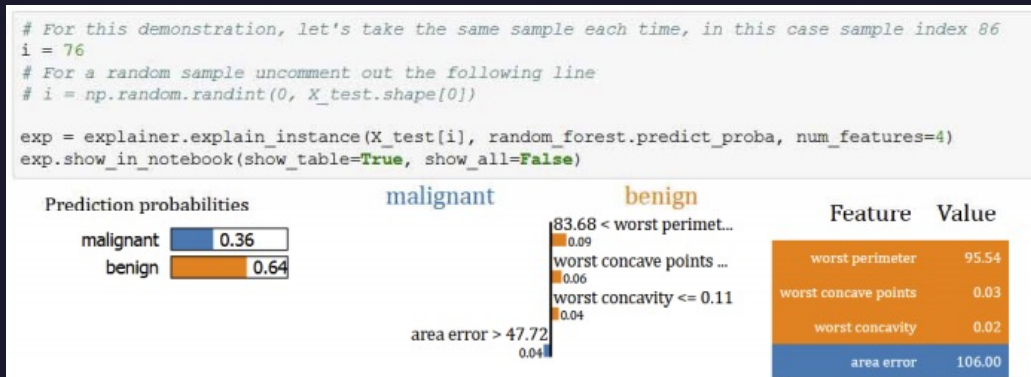 # For this demonstration, let's take the same sample each time, in this case sample index 86
i = 76
# For a random sample uncomment out the following line
# i = np.random.randint(0, X_test.shape[0])
exp = explainer.explain_instance(X_test[i], random_forest.predict_proba, num_features=4)
exp.show_in_notebook(show_table=True, show_all=False)
Prediction probabilities
malignant 0.36
benign 0.64
malignant benign
83.68 < worst perimet...
0.09
worst concave points ...
0.06
worst concavity <= 0.11
0.04
area error > 47.72
0.04
Feature Value
worst perimeter 95.54
worst concave points 0.03
worst concavity 0.02
area error 106.00